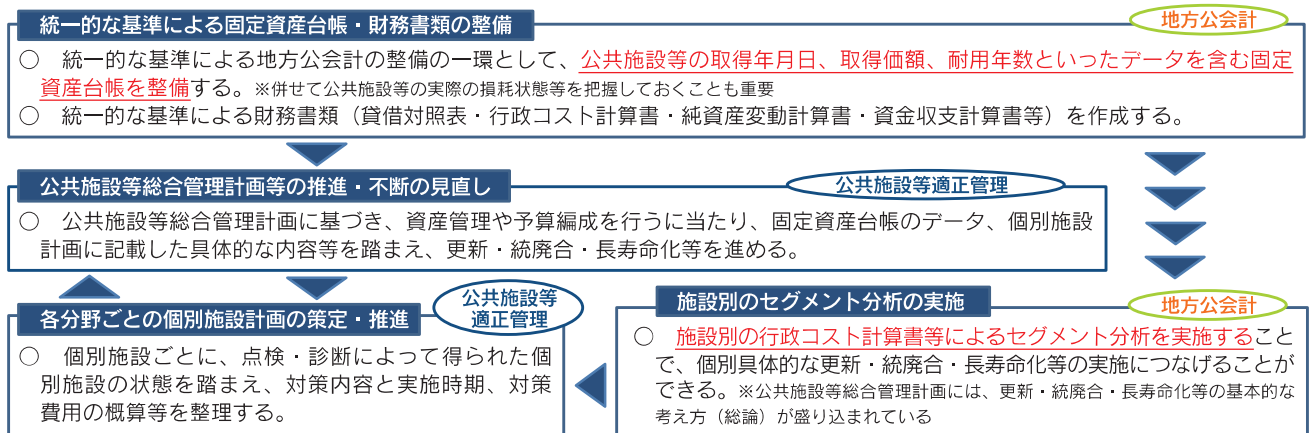 統一的な基準による固定資産台帳・財務書類の整備
地方公会計
○ 統一的な基準による地方公会計の整備の一環として、公共施設等の取得年月日、取得価額、耐用年数といったデータを含む固定
資産台帳を整備する。※併せて公共施設等の実際の損耗状態等を把握しておくことも重要
○ 統一的な基準による財務書類（貸借対照表・行政コスト計算書・純資産変動計算書・資金収支計算書等）を作成する。
公共施設等総合管理計画等の推進・不断の見直し
公共施設等適正管理
○ 公共施設等総合管理計画に基づき、資産管理や予算編成を行うに当たり、固定資産台帳のデータ、個別施設
計画に記載した具体的な内容等を踏まえ、更新・統廃合・長寿命化等を進める。
各分野ごとの個別施設計画の策定・推進
公共施設等
適正管理
○ 個別施設ごとに、点検・診断によって得られた個
別施設の状態を踏まえ、対策内容と実施時期、対策
費用の概算等を整理する。
施設別のセグメント分析の実施
地方公会計
○ 施設別の行政コスト計算書等によるセグメント分析を実施すること
で、個別具体的な更新・統廃合・長寿命化等の実施につなげることが
できる。※公共施設等総合管理計画には、更新・統廃合・長寿命化等の基本的な
考え方（総論）が盛り込まれている